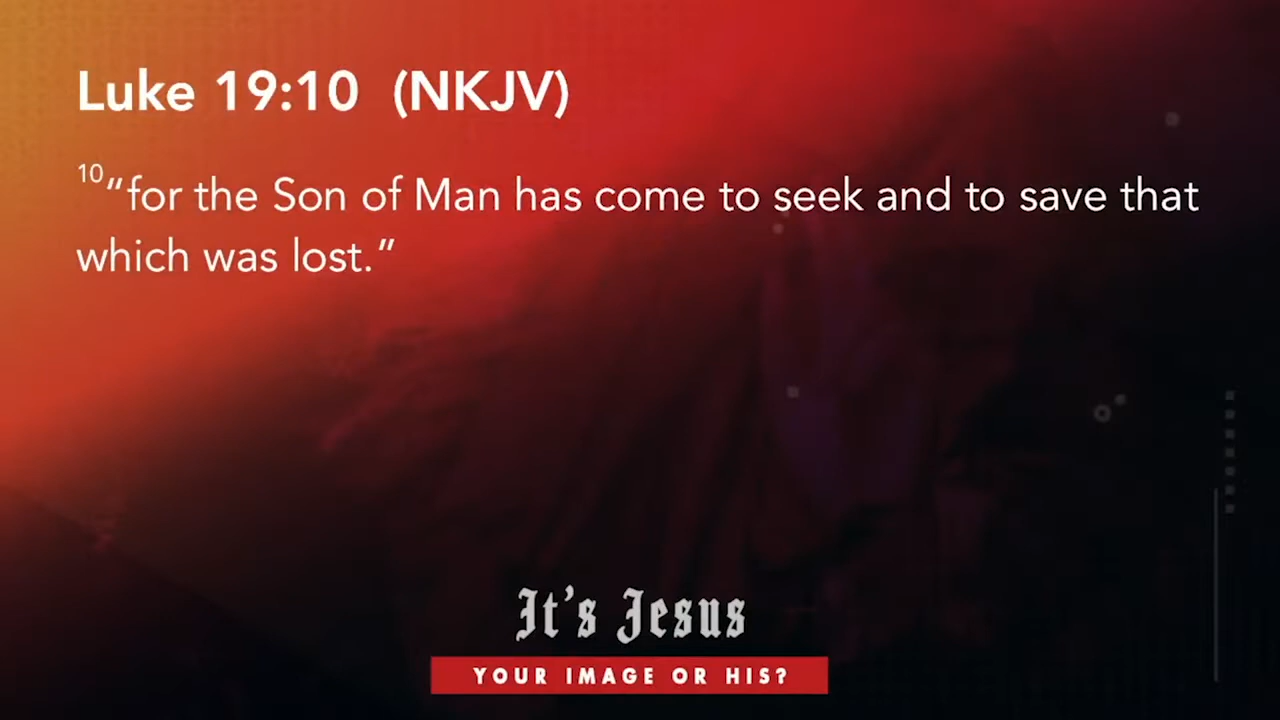 Luke 19:10 (NKJV)
10“for the Son of Man has come to seek and to save that
which was lost.”
It's Jesus
YOUR IMAGE OR HIS?